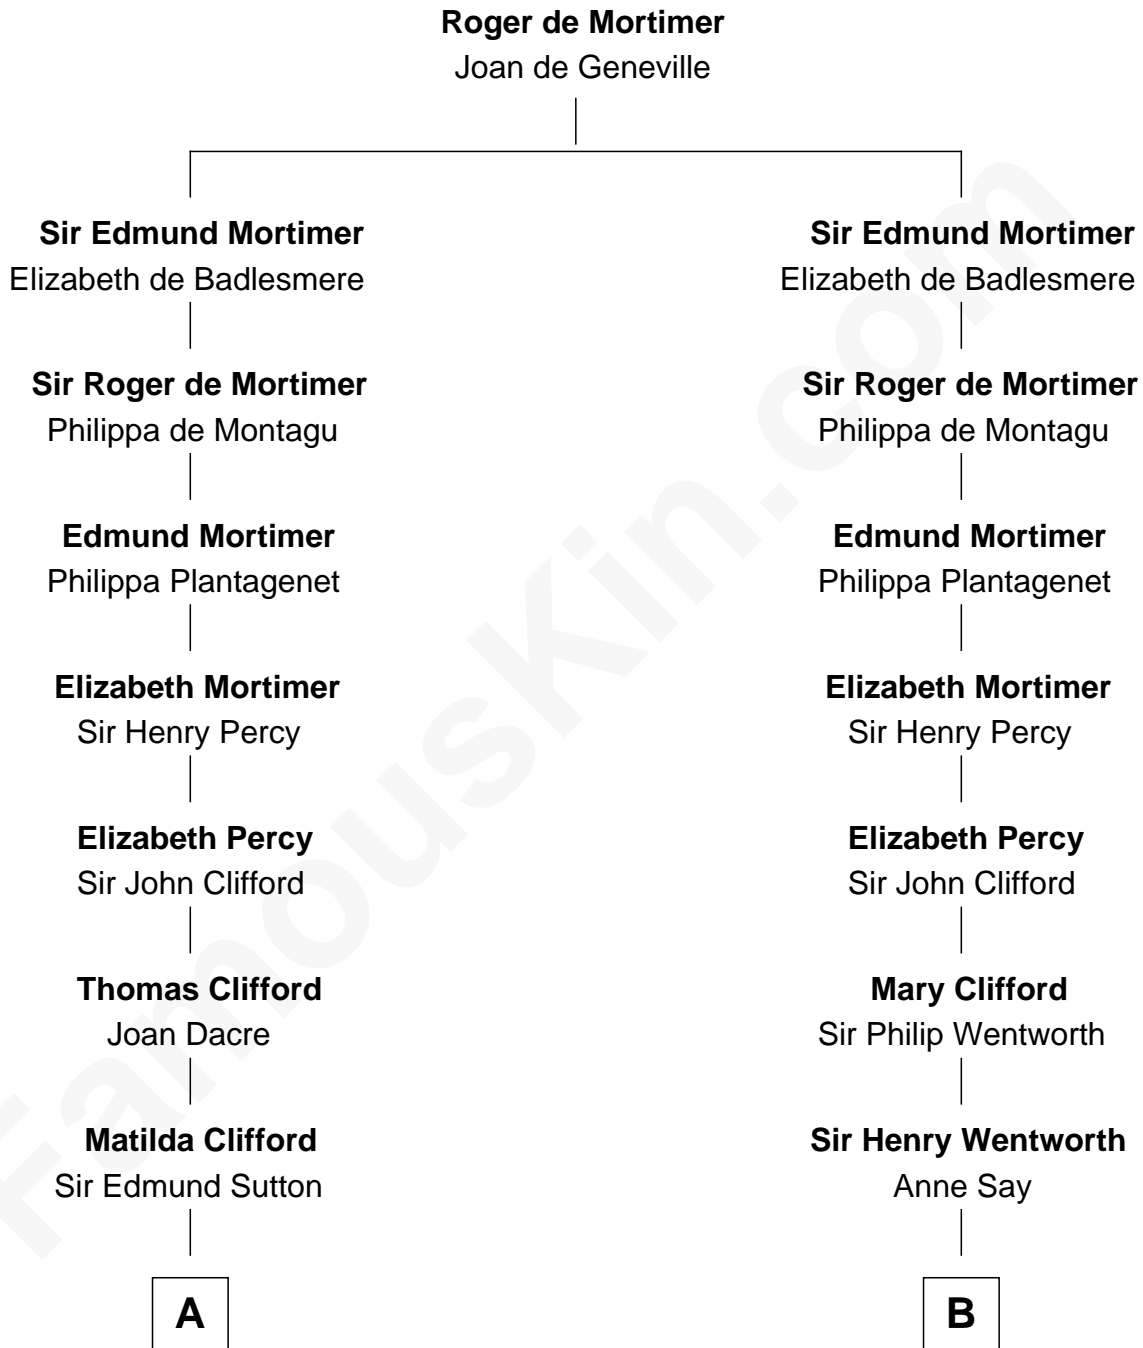 Roger de Mortimer
Joan de Geneville
Sir Edmund Mortimer
Elizabeth de Badlesmere
Sir Roger de Mortimer
Philippa de Montagu
Edmund Mortimer
Philippa Plantagenet
Elizabeth Mortimer
Sir Henry Percy
Elizabeth Percy
Sir John Clifford
Thomas Clifford
Joan Dacre
Matilda Clifford
Sir Edmund Sutton
A
Sir Edmund Mortimer
Elizabeth de Badlesmere
Sir Roger de Mortimer
Philippa de Montagu
Edmund Mortimer
Philippa Plantagenet
Elizabeth Mortimer
Sir Henry Percy
Elizabeth Percy
Sir John Clifford
Mary Clifford
Sir Philip Wentworth
Sir Henry Wentworth
Anne Say
B
FamousKin.com